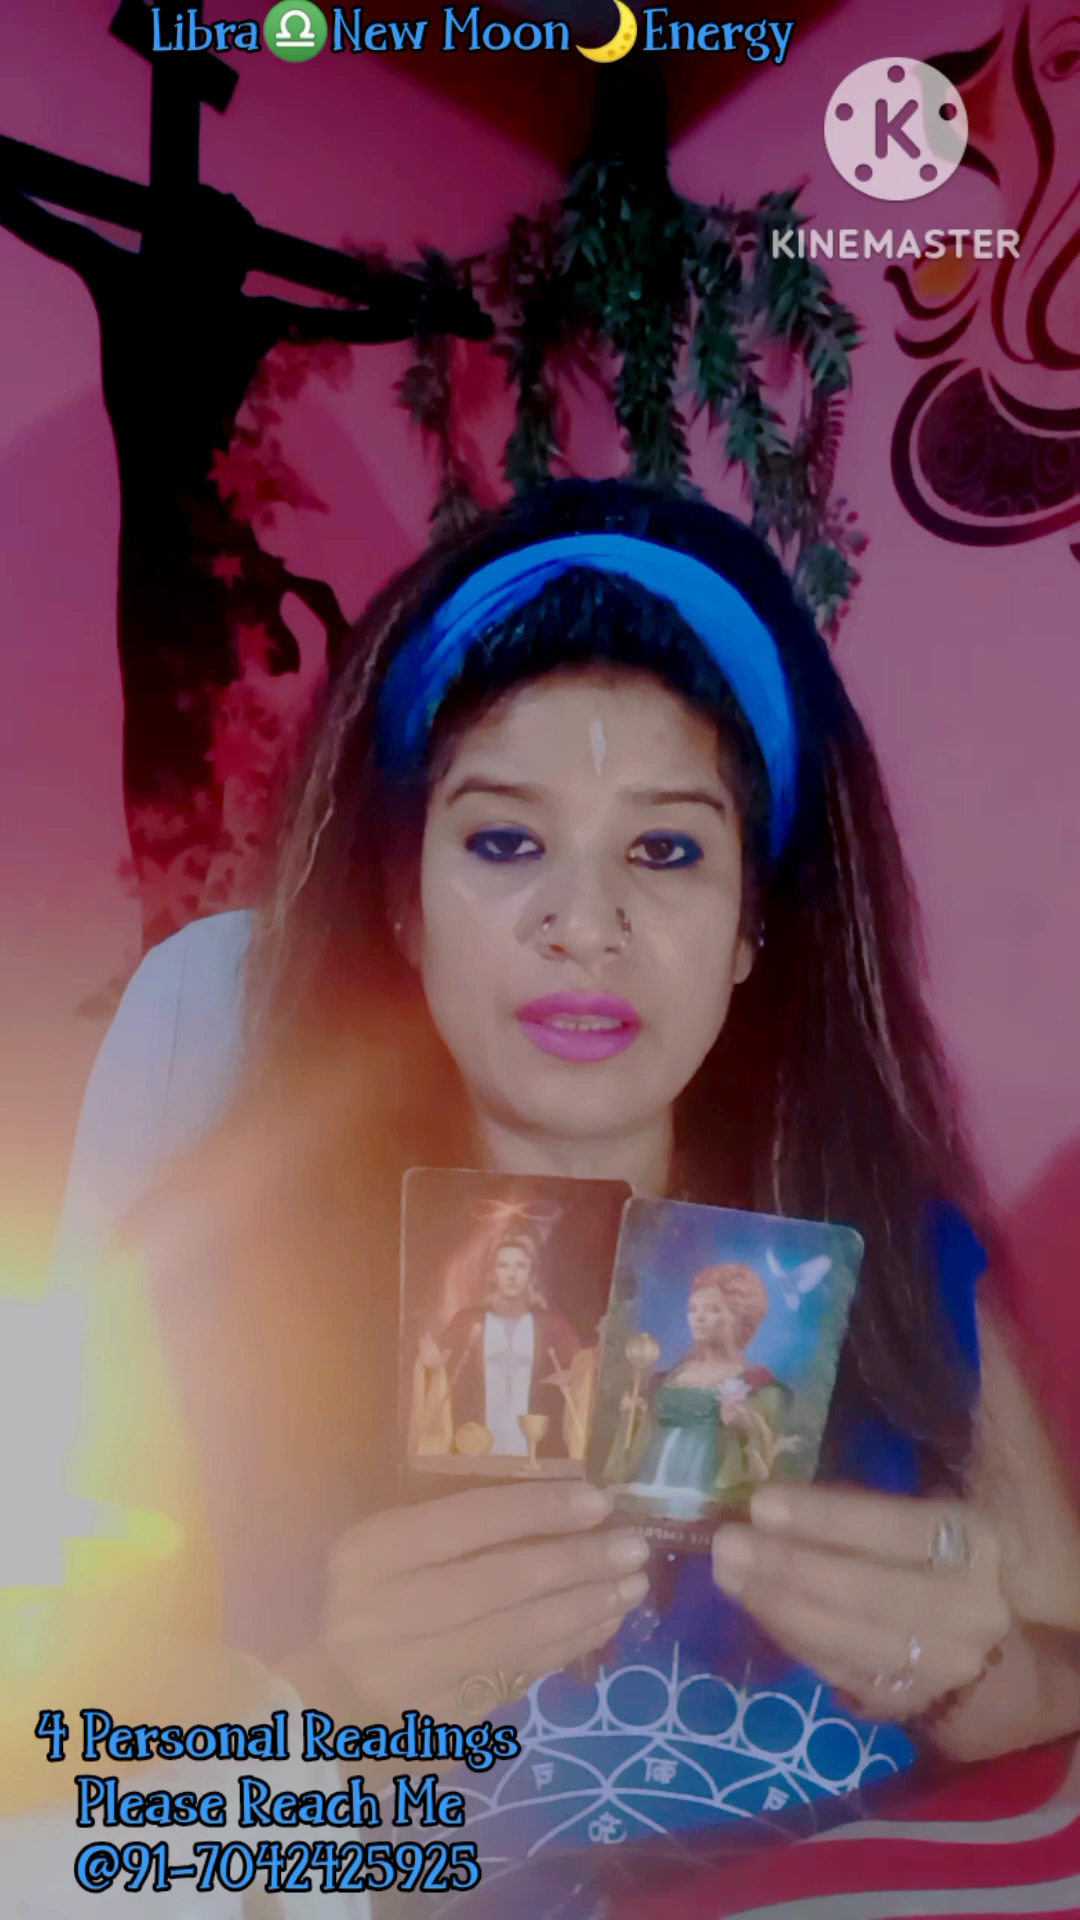 Libra♎New Moon🌙Energy
K
KINEMASTER
4 Personal Readings
Please Reach Me
@91-7042425925